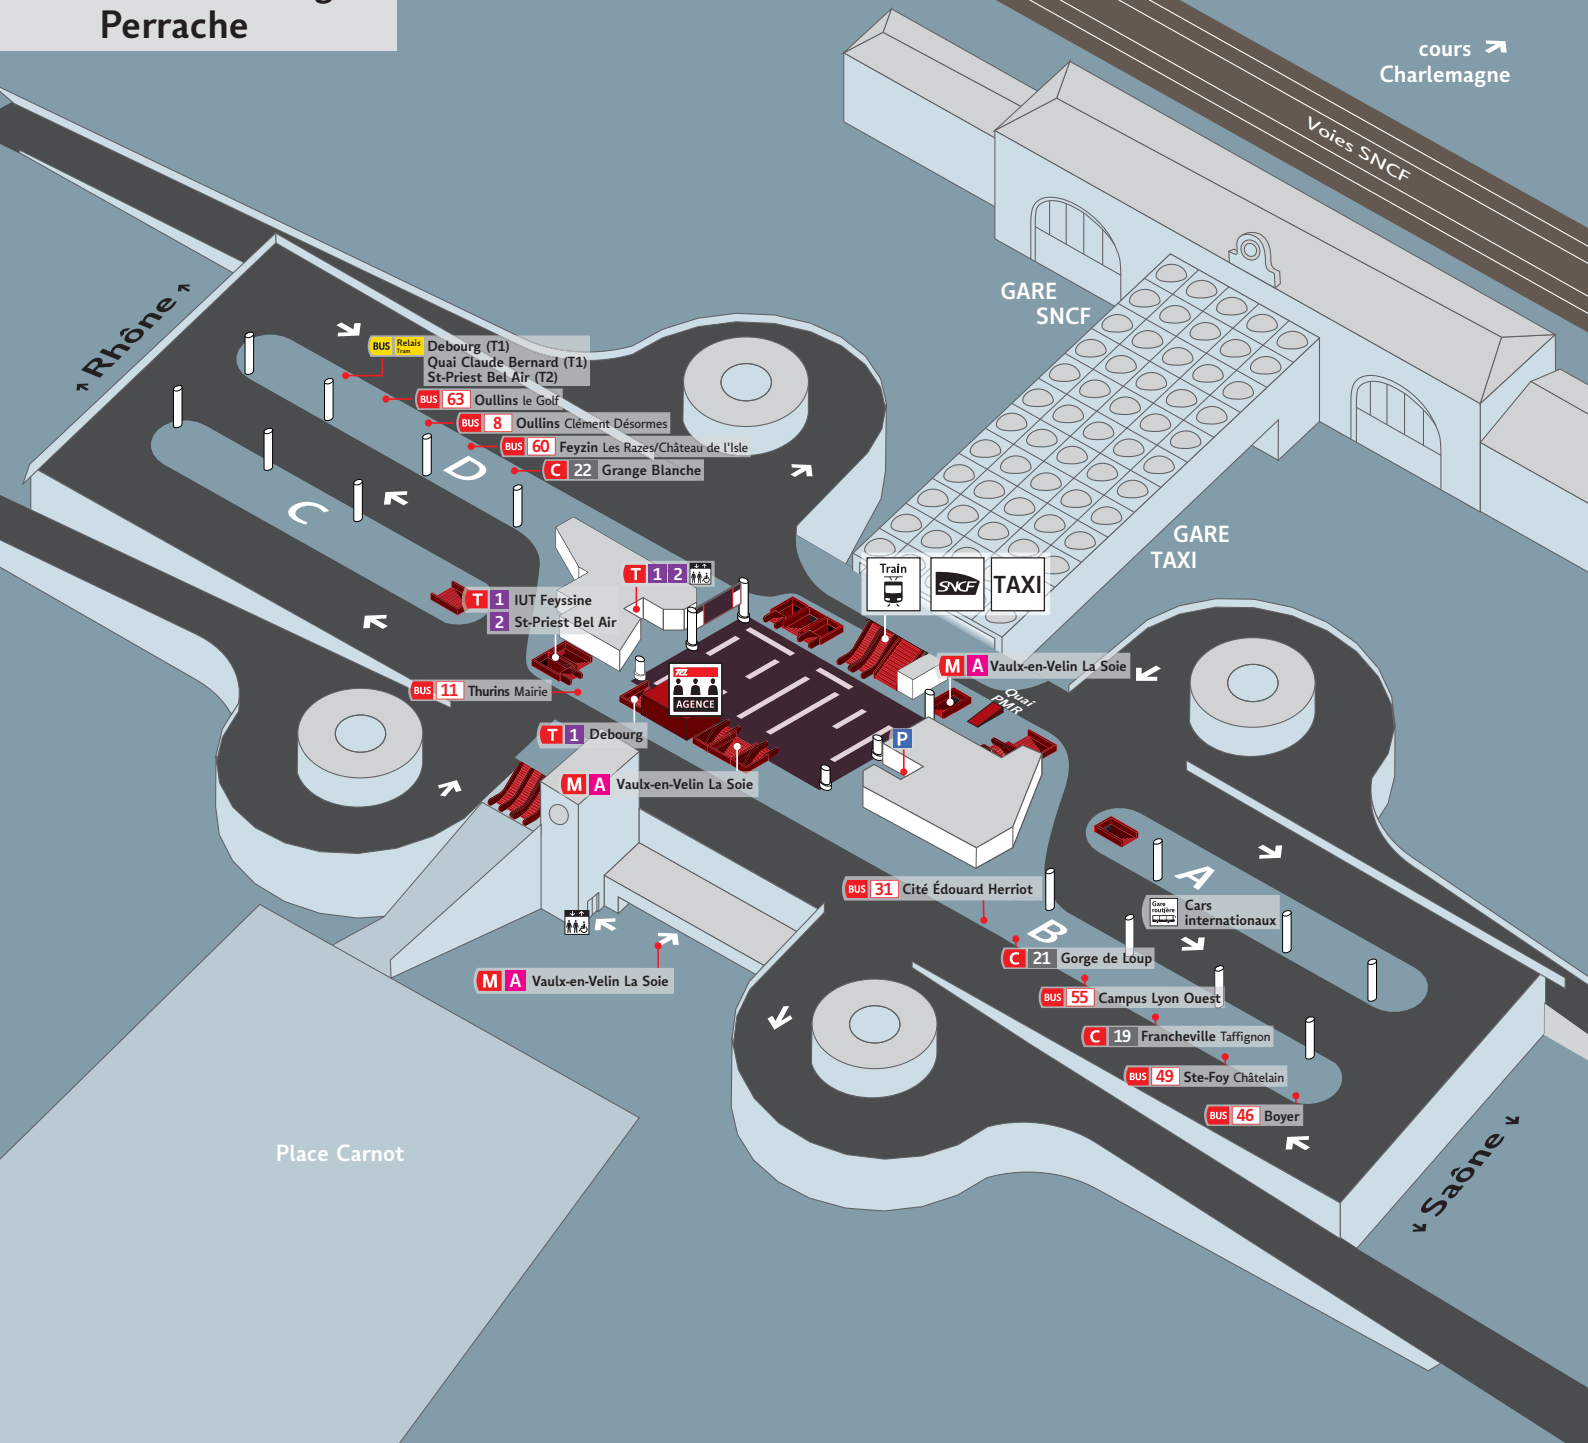 Perrache
cours
Charlemagne
Voies SNCF
GARE
SNCF
Rhône
BUS Relais Tram Debourg (T1)
Quai Claude Bernard (T1)
St-Priest Bel Air (T2)
BUS 63 Oullins le Golf
BUS 8 Oullins Clément Désormes
BUS 60 Feyzin Les Razes/Château de l'Isle
C 22 Grange Blanche
D
C
GARE
TAXI
T 1 2
Train
SNCF
TAXI
T 1 IUT Feyssine
2 St-Priest Bel Air
M A Vaulx-en-Velin La Soie
BUS 11 Thurins Mairie
TCL
AGENCE
Quai
PMR
T 1 Debourg
P
M A Vaulx-en-Velin La Soie
A
BUS 31 Cité Édouard Herriot
Gare routière
Cars
internationaux
B
C 21 Gorge de Loup
M A Vaulx-en-Velin La Soie
BUS 55 Campus Lyon Ouest
C 19 Francheville Taffignon
BUS 49 Ste-Foy Châtelain
BUS 46 Boyer
Place Carnot
Saône